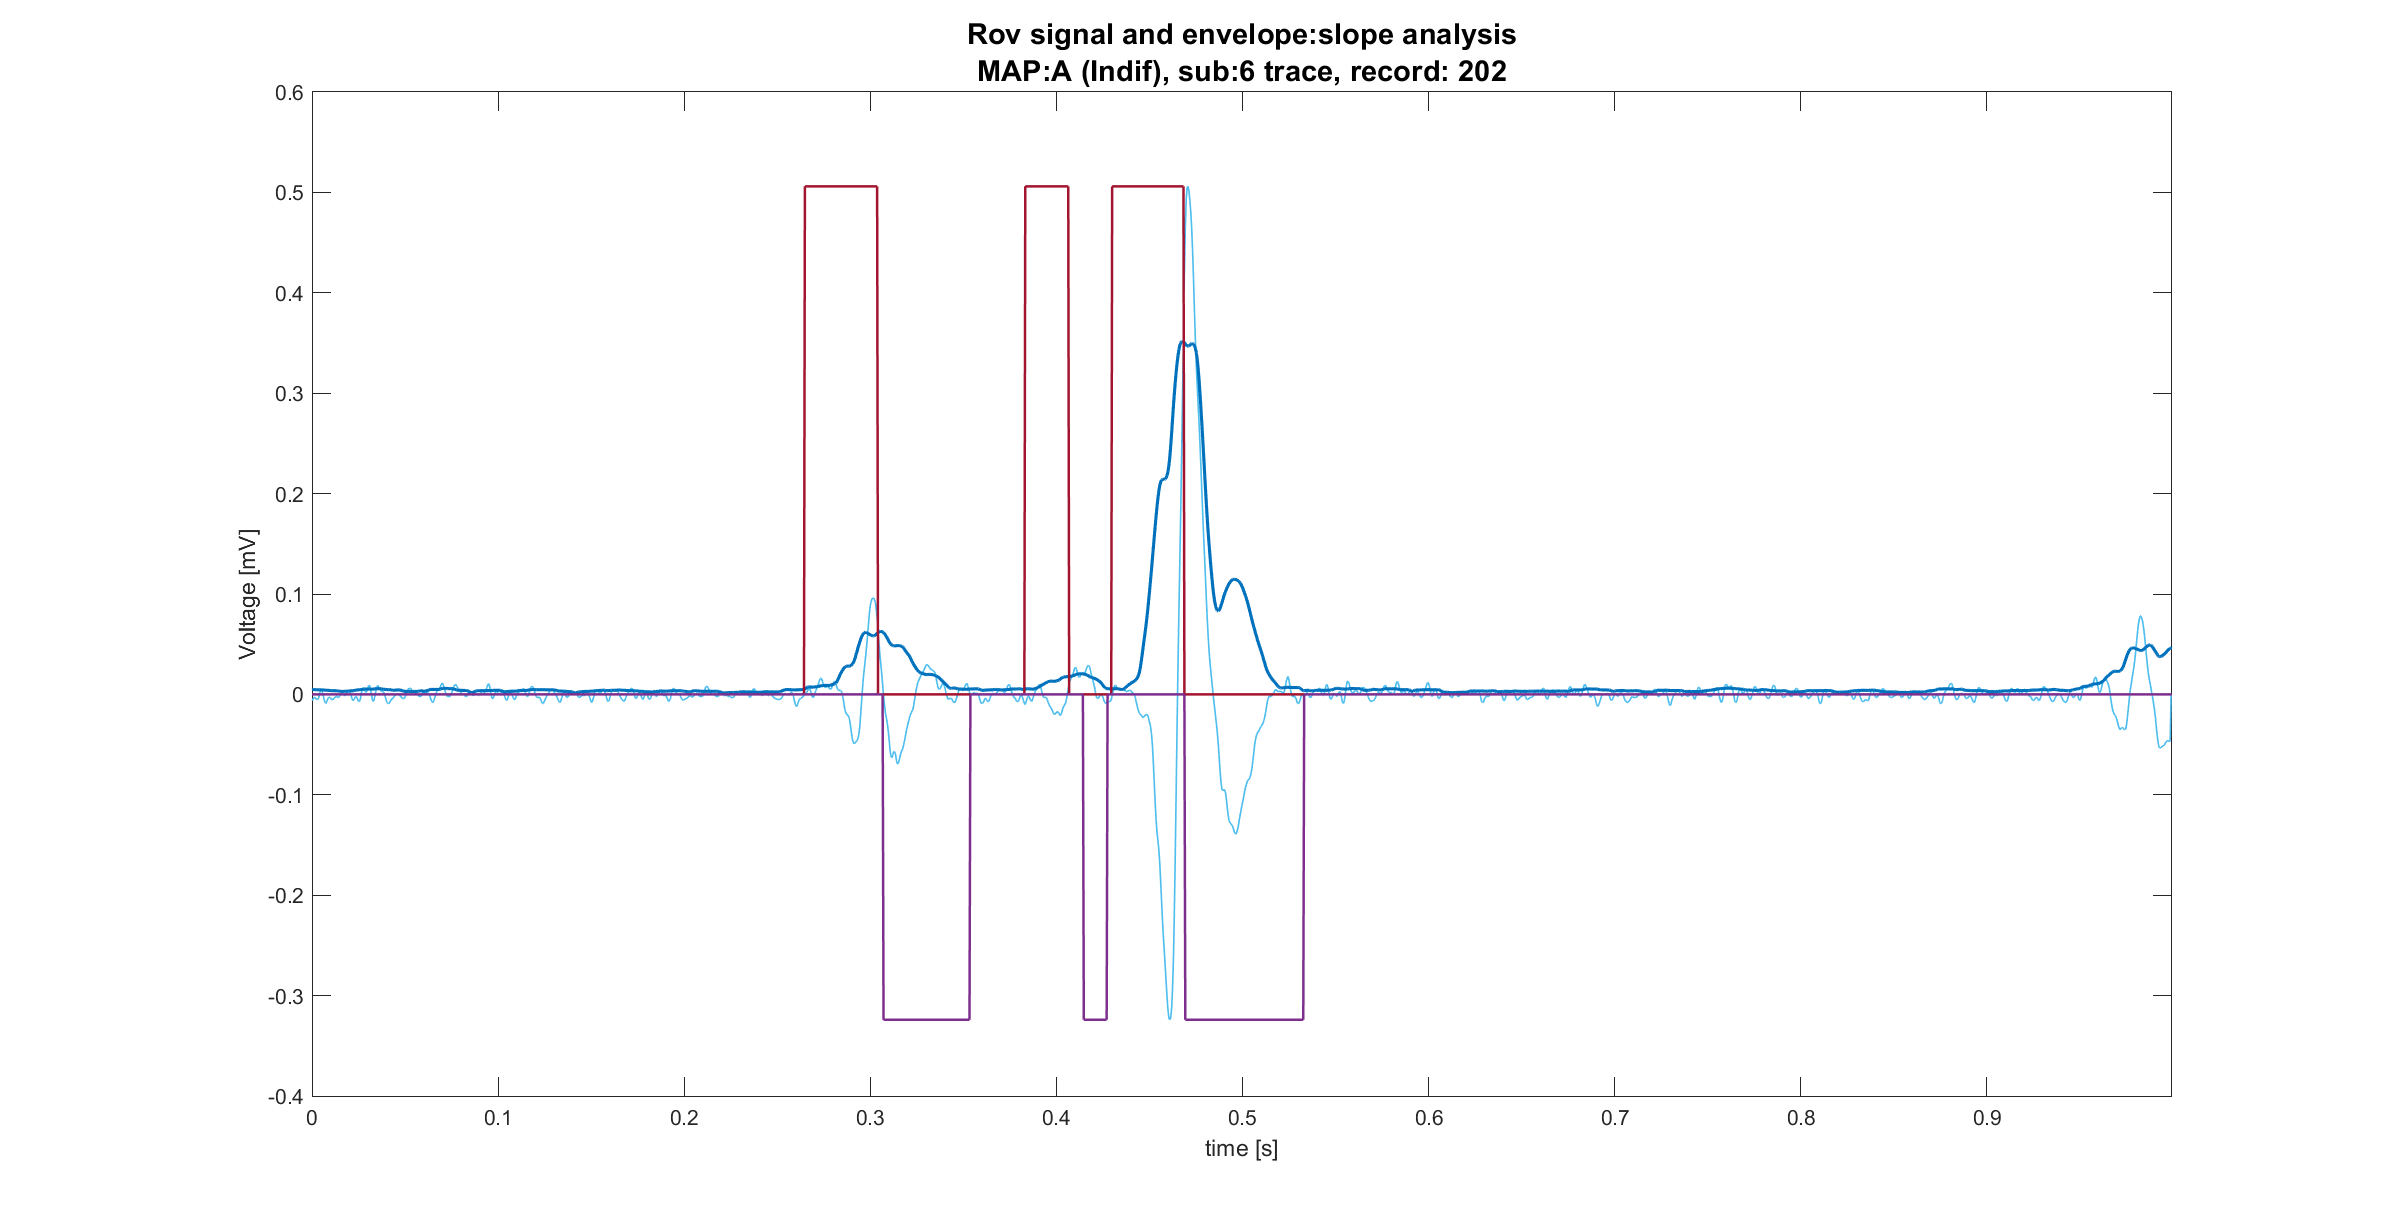 Rov signal and envelope:slope analysis
MAP:A (Indif), sub:6 trace, record: 202
0.6
0.5
0.4
0.3
0.2
0.1
0
-0.1
-0.2
-0.3
-0.4
Voltage [mV]
0 0.1 0.2 0.3 0.4 0.5 0.6 0.7 0.8 0.9
time [s]